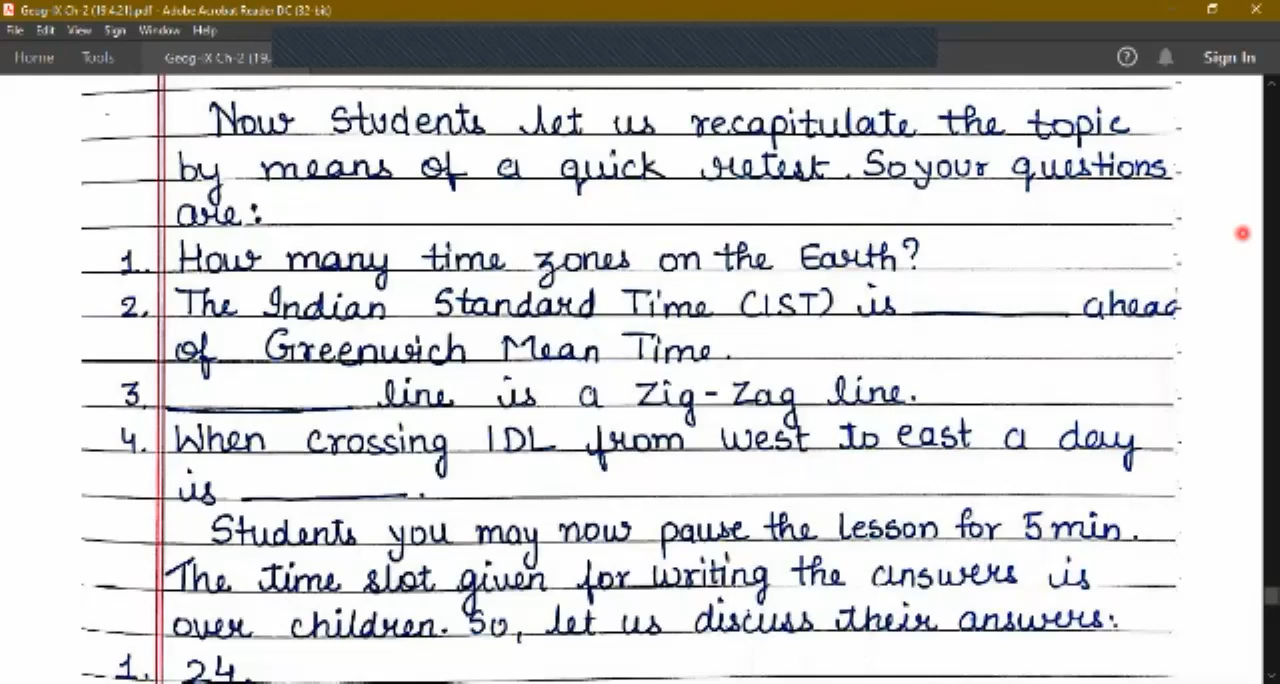 Geog-IX Ch-2 (19.4.21).pdf - Adobe Acrobat Reader DC (32-bit)
File Edit View Sign Window Help
Home Tools Geog-IX Ch-2 (19. Sign In
Now Students let us recapitulate the topic
by means of a quick retest. So your questions
are:
1. How many time zones on the Earth?
2. The Indian Standard Time (IST) is ________ ahead
of Greenwich Mean Time.
3. ________ line is a Zig-Zag line.
4. When crossing IDL from west to east a day
is ________.
Students you may now pause the lesson for 5 min.
The time slot given for writing the answers is
over children. So, let us discuss their answers:
1. 24.